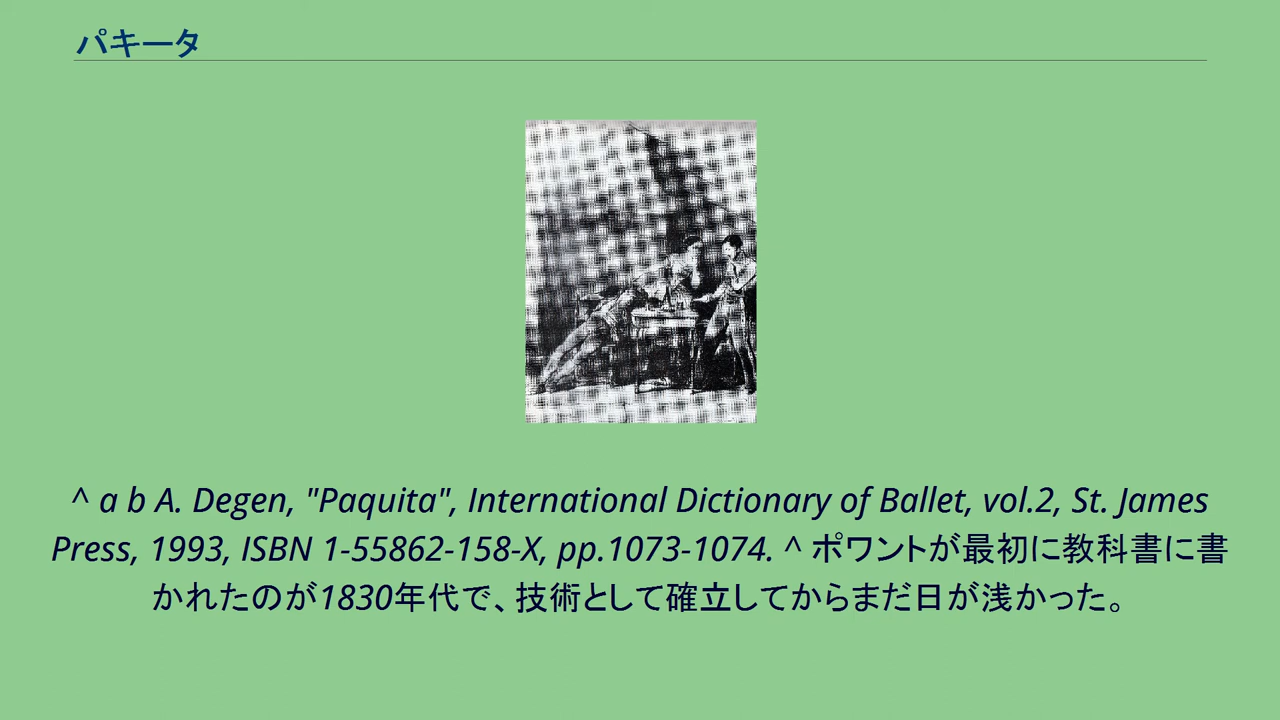 パキータ
^ a b A. Degen, "Paquita", International Dictionary of Ballet, vol.2, St. James
Press, 1993, ISBN 1-55862-158-X, pp.1073-1074. ^ ポワントが最初に教科書に書
かれたのが1830年代で、技術として確立してからまだ日が浅かった。